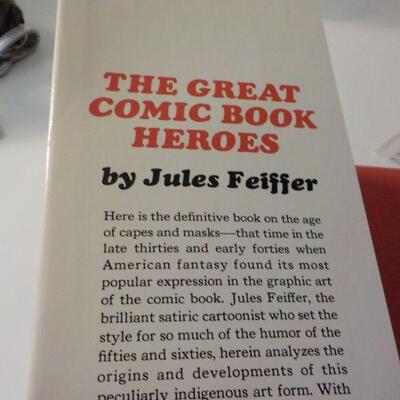 THE GREAT
COMIC BOOK
HEROES
by Jules Feiffer
Here is the definitive book on the age
of capes and masks—that time in the
late thirties and early forties when
American fantasy found its most
popular expression in the graphic art
of the comic book. Jules Feiffer, the
brilliant satiric cartoonist who set the
style for so much of the humor of the
fifties and sixties, herein analyzes the
origins and developments of this
peculiarly indigenous art form. With